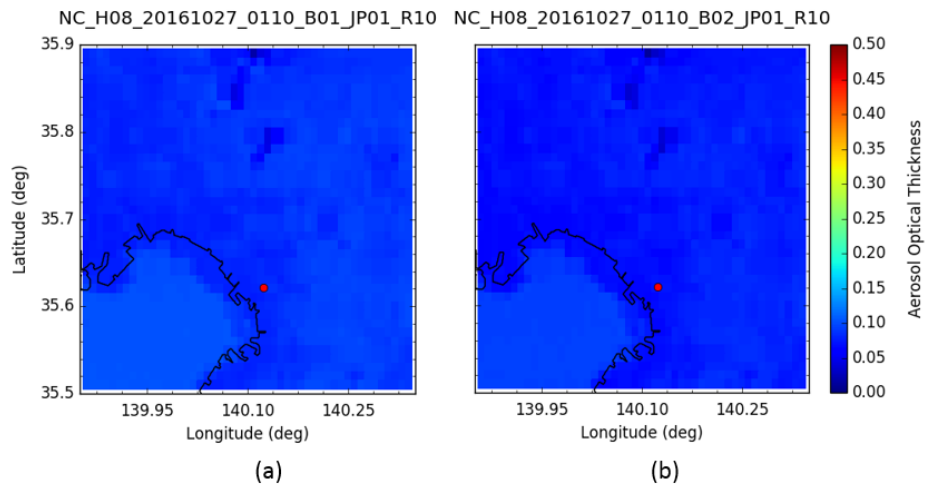 NC_H08_20161027_0110_B01_JP01_R10
NC_H08_20161027_0110_B02_JP01_R10
35.9
35.8
35.7
35.6
35.5
Latitude (deg)
139.95 140.10 140.25
Longitude (deg)
139.95 140.10 140.25
Longitude (deg)
0.50
0.45
0.40
0.35
0.30
0.25
0.20
0.15
0.10
0.05
0.00
Aerosol Optical Thickness
(a)
(b)